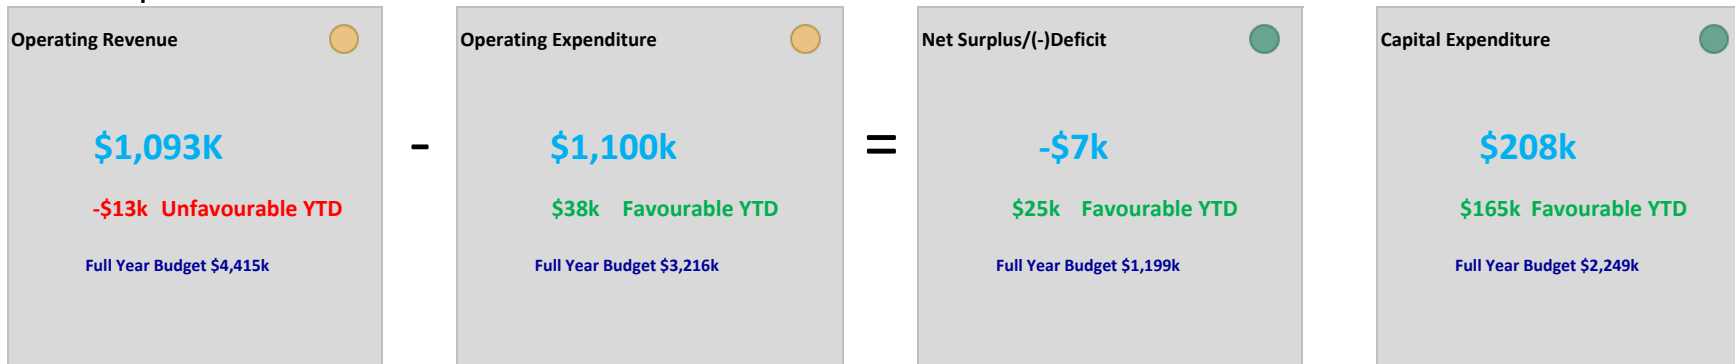 Operating Revenue
$1,093K
-$13k Unfavourable YTD
Full Year Budget $4,415k
-
Operating Expenditure
$1,100k
$38k Favourable YTD
Full Year Budget $3,216k
=
Net Surplus/(-)Deficit
-$7k
$25k Favourable YTD
Full Year Budget $1,199k
Capital Expenditure
$208k
$165k Favourable YTD
Full Year Budget $2,249k